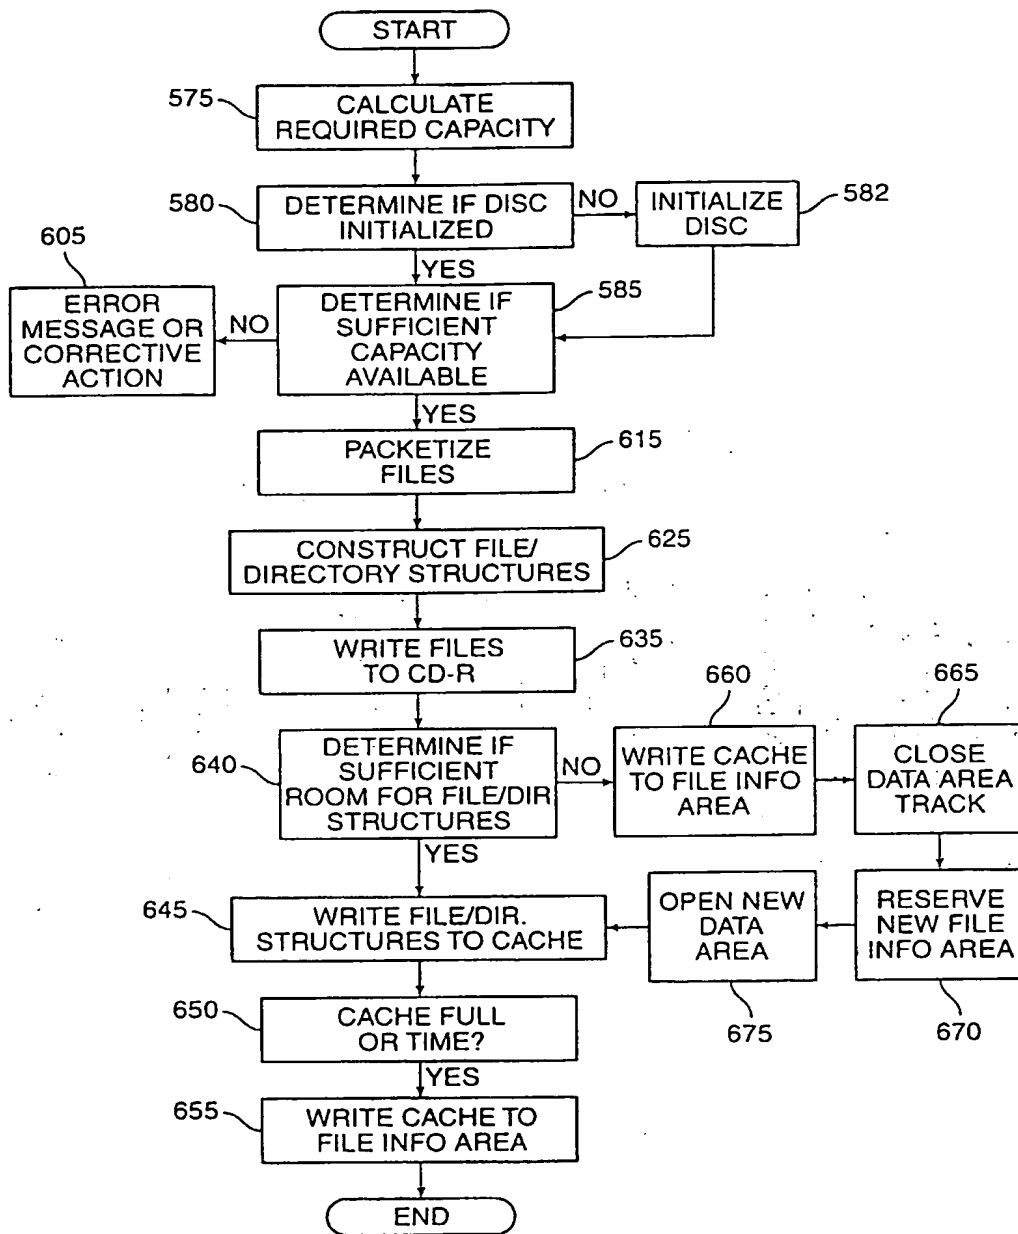 START
575
CALCULATE
REQUIRED CAPACITY
580
DETERMINE IF DISC
INITIALIZED
NO
INITIALIZE
DISC
582
YES
605
ERROR
MESSAGE OR
CORRECTIVE
ACTION
NO
DETERMINE IF
SUFFICIENT
CAPACITY
AVAILABLE
585
YES
PACKETIZE
FILES
615
CONSTRUCT FILE/
DIRECTORY STRUCTURES
625
WRITE FILES
TO CD-R
635
640
DETERMINE IF
SUFFICIENT
ROOM FOR FILE/DIR
STRUCTURES
NO
660
WRITE CACHE
TO FILE INFO
AREA
665
CLOSE
DATA AREA
TRACK
YES
645
WRITE FILE/DIR.
STRUCTURES TO CACHE
OPEN NEW
DATA
AREA
675
RESERVE
NEW FILE
INFO AREA
670
650
CACHE FULL
OR TIME?
YES
655
WRITE CACHE TO
FILE INFO AREA
END